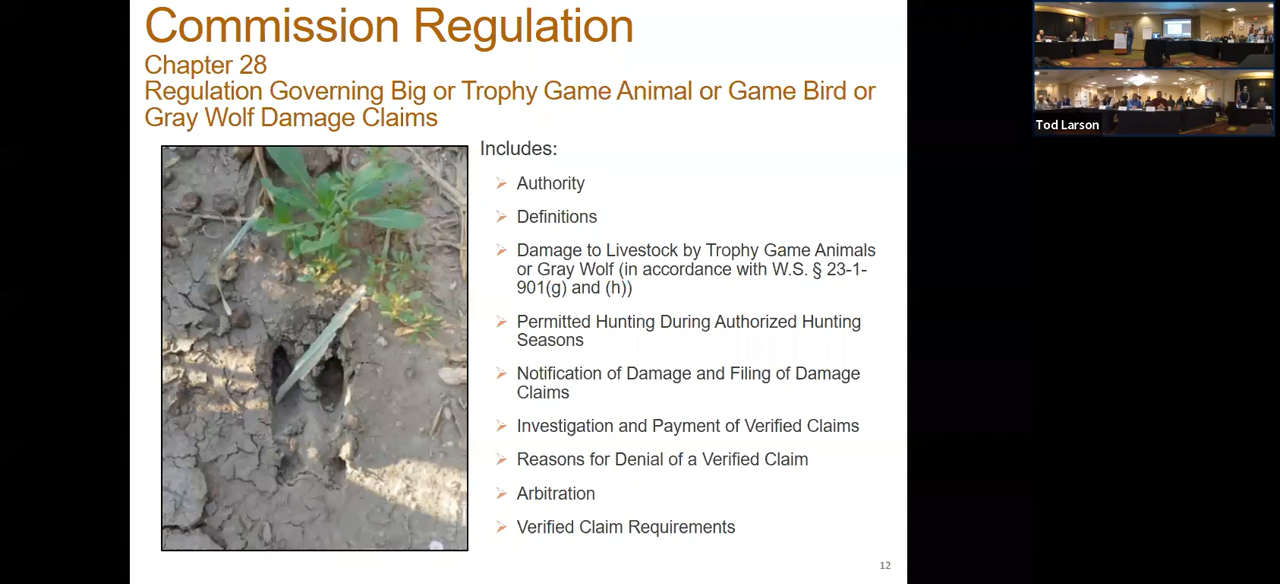 Commission Regulation
Chapter 28
Regulation Governing Big or Trophy Game Animal or Game Bird or
Gray Wolf Damage Claims
Includes:
Authority
Definitions
Damage to Livestock by Trophy Game Animals
or Gray Wolf (in accordance with W.S. § 23-1-
901(g) and (h))
Permitted Hunting During Authorized Hunting
Seasons
Notification of Damage and Filing of Damage
Claims
Investigation and Payment of Verified Claims
Reasons for Denial of a Verified Claim
Arbitration
Verified Claim Requirements
12
Tod Larson